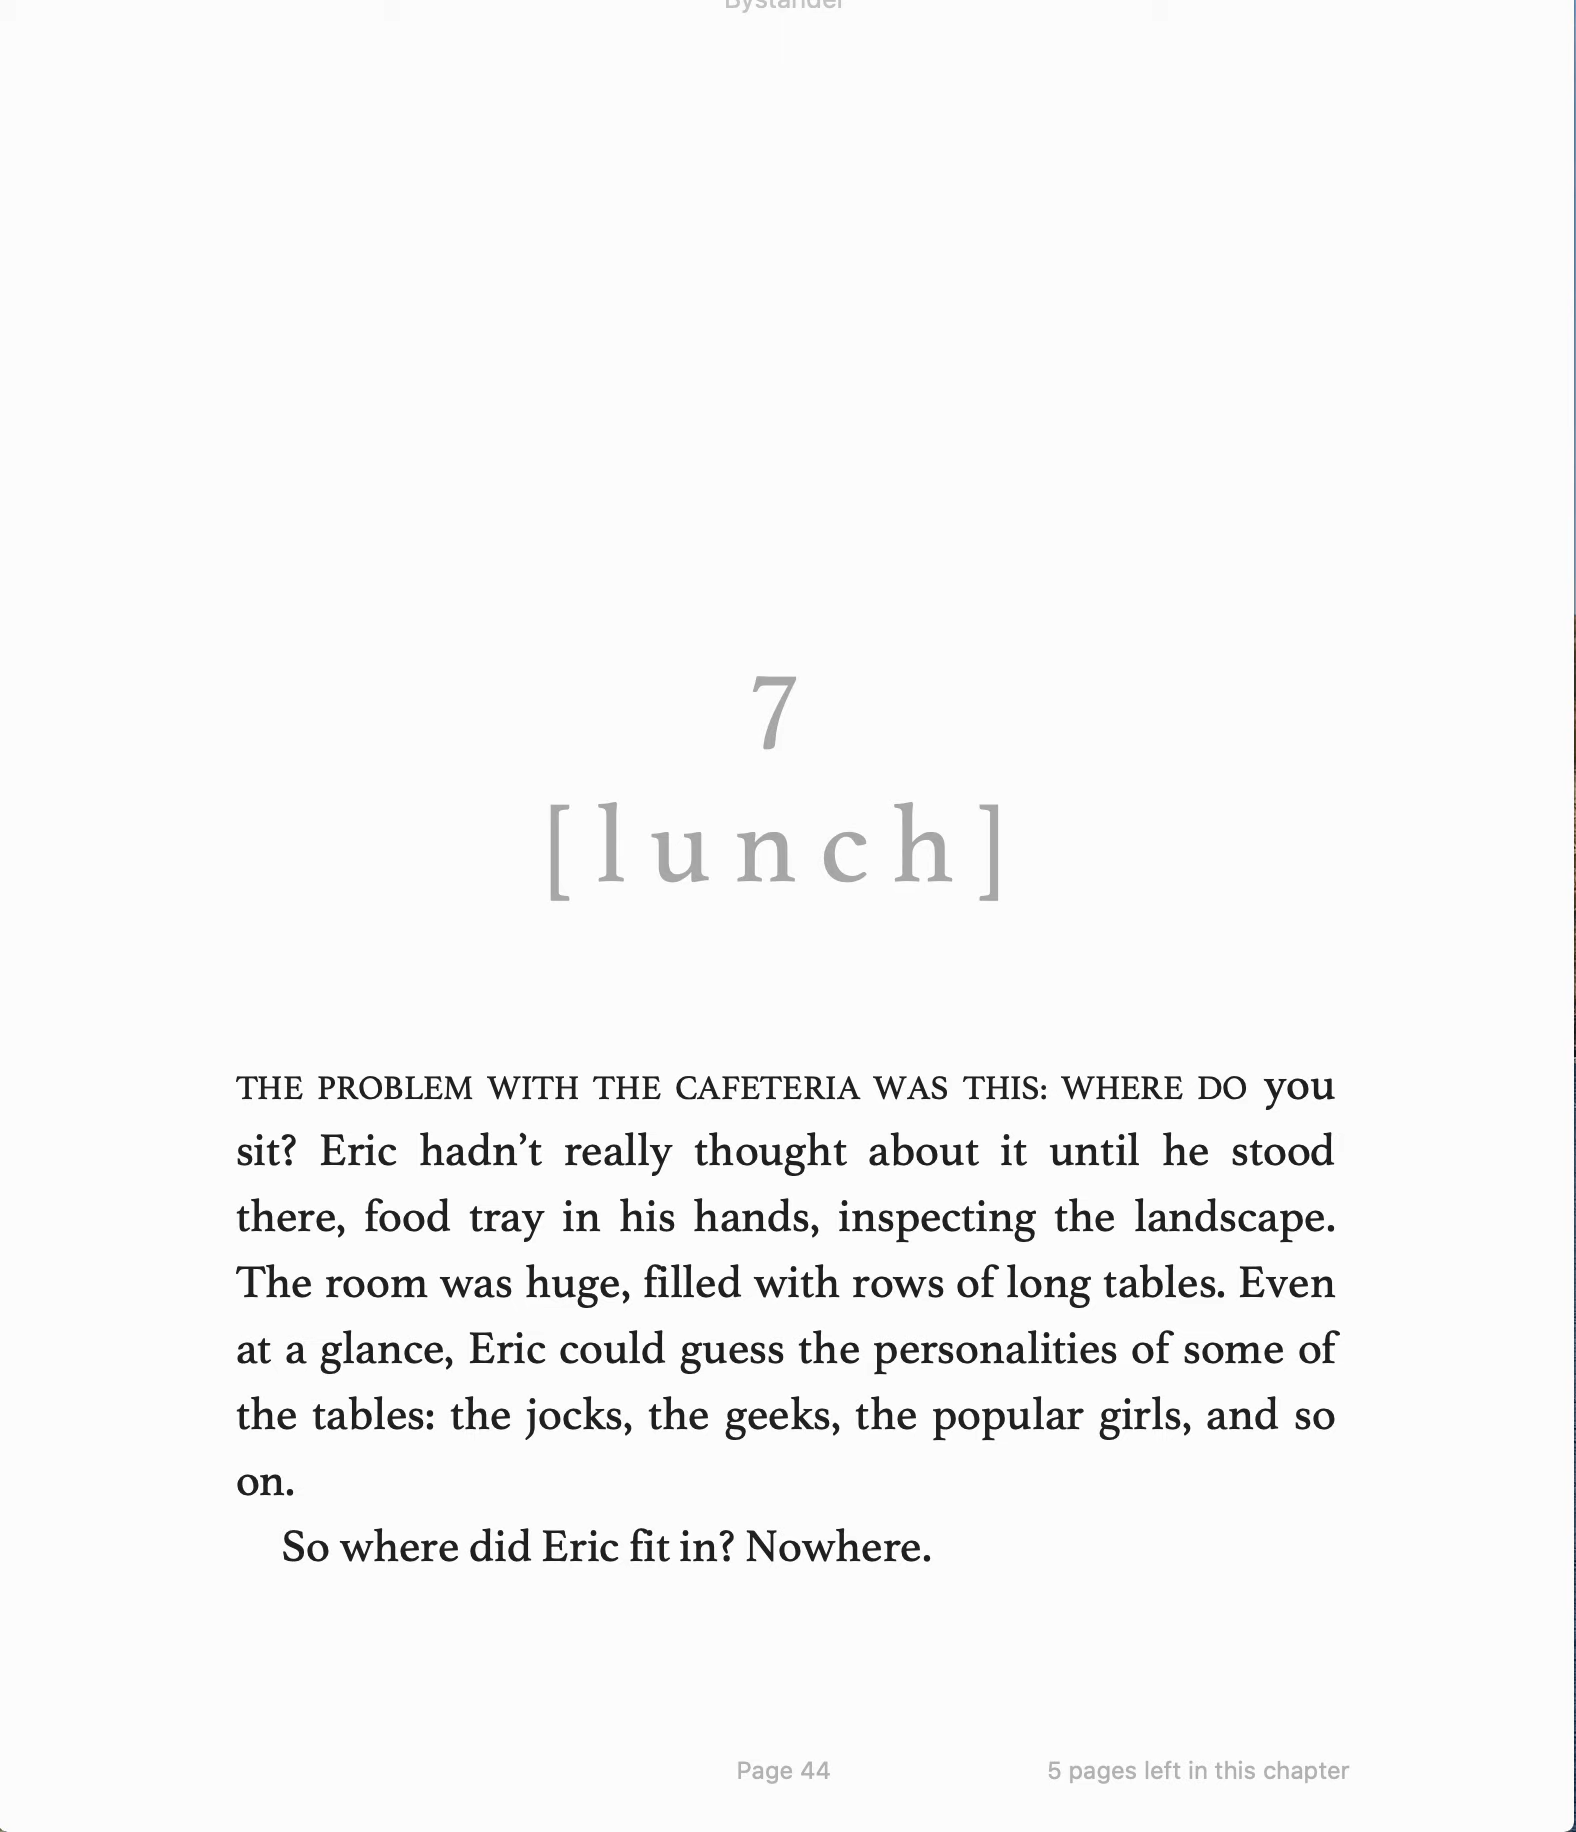 Bystander
7
[lunch]
THE PROBLEM WITH THE CAFETERIA WAS THIS: WHERE DO you
sit? Eric hadn’t really thought about it until he stood
there, food tray in his hands, inspecting the landscape.
The room was huge, filled with rows of long tables. Even
at a glance, Eric could guess the personalities of some of
the tables: the jocks, the geeks, the popular girls, and so
on.
So where did Eric fit in? Nowhere.
Page 44
5 pages left in this chapter